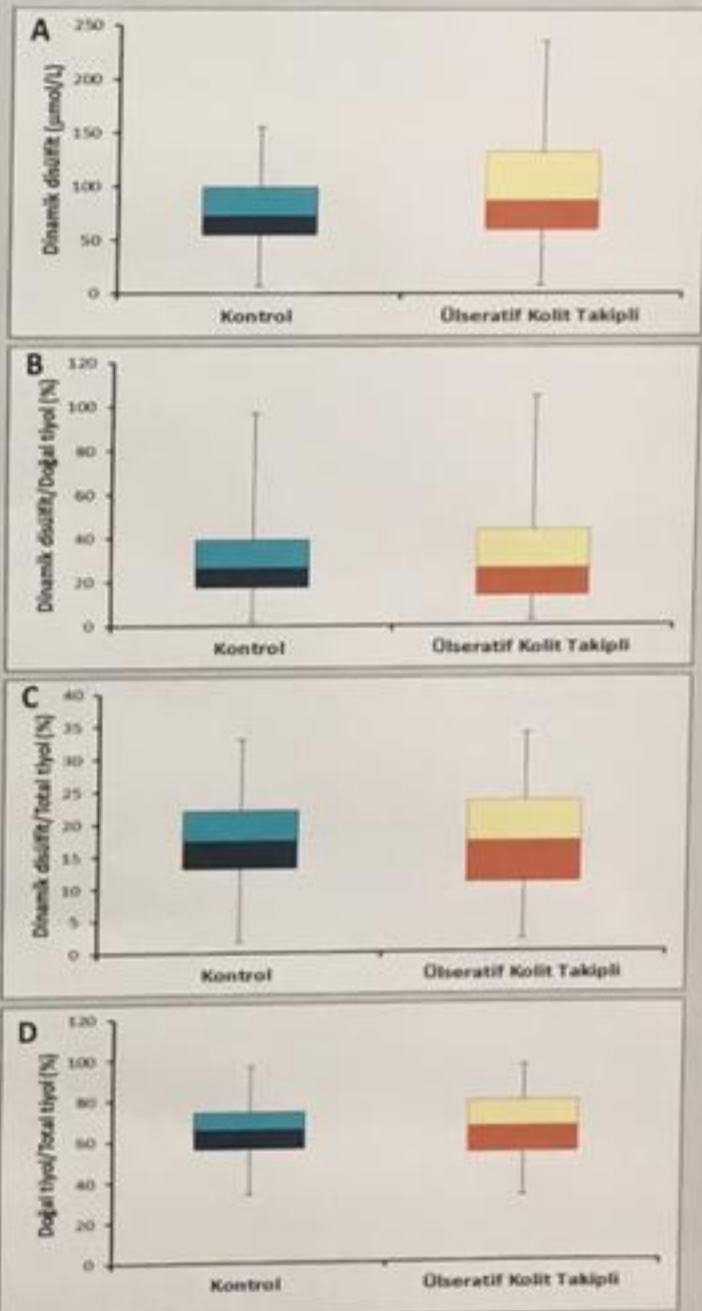 A
Dinamik disülfit (µmol/L)
250
200
150
100
50
0
Kontrol
Ülseratif Kolit Takipli
B
Dinamik disülfit/Doğal tiyol (%)
120
100
80
60
40
20
0
Kontrol
Ülseratif Kolit Takipli
C
Dinamik disülfit/Total tiyol (%)
40
35
30
25
20
15
10
5
0
Kontrol
Ülseratif Kolit Takipli
D
Doğal tiyol/Total tiyol (%)
120
100
80
60
40
20
0
Kontrol
Ülseratif Kolit Takipli